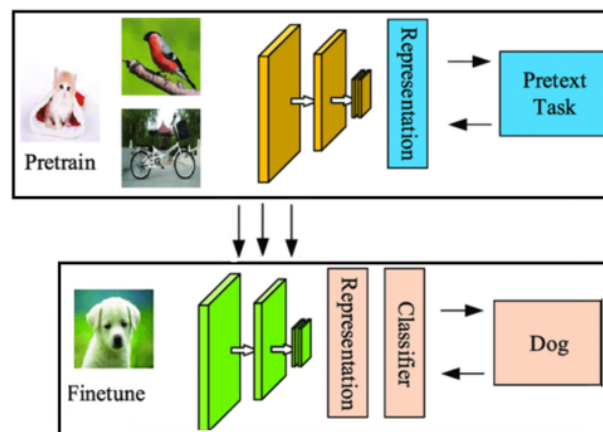 Pretrain
Representation
Pretext
Task
Finetune
Representation
Classifier
Dog